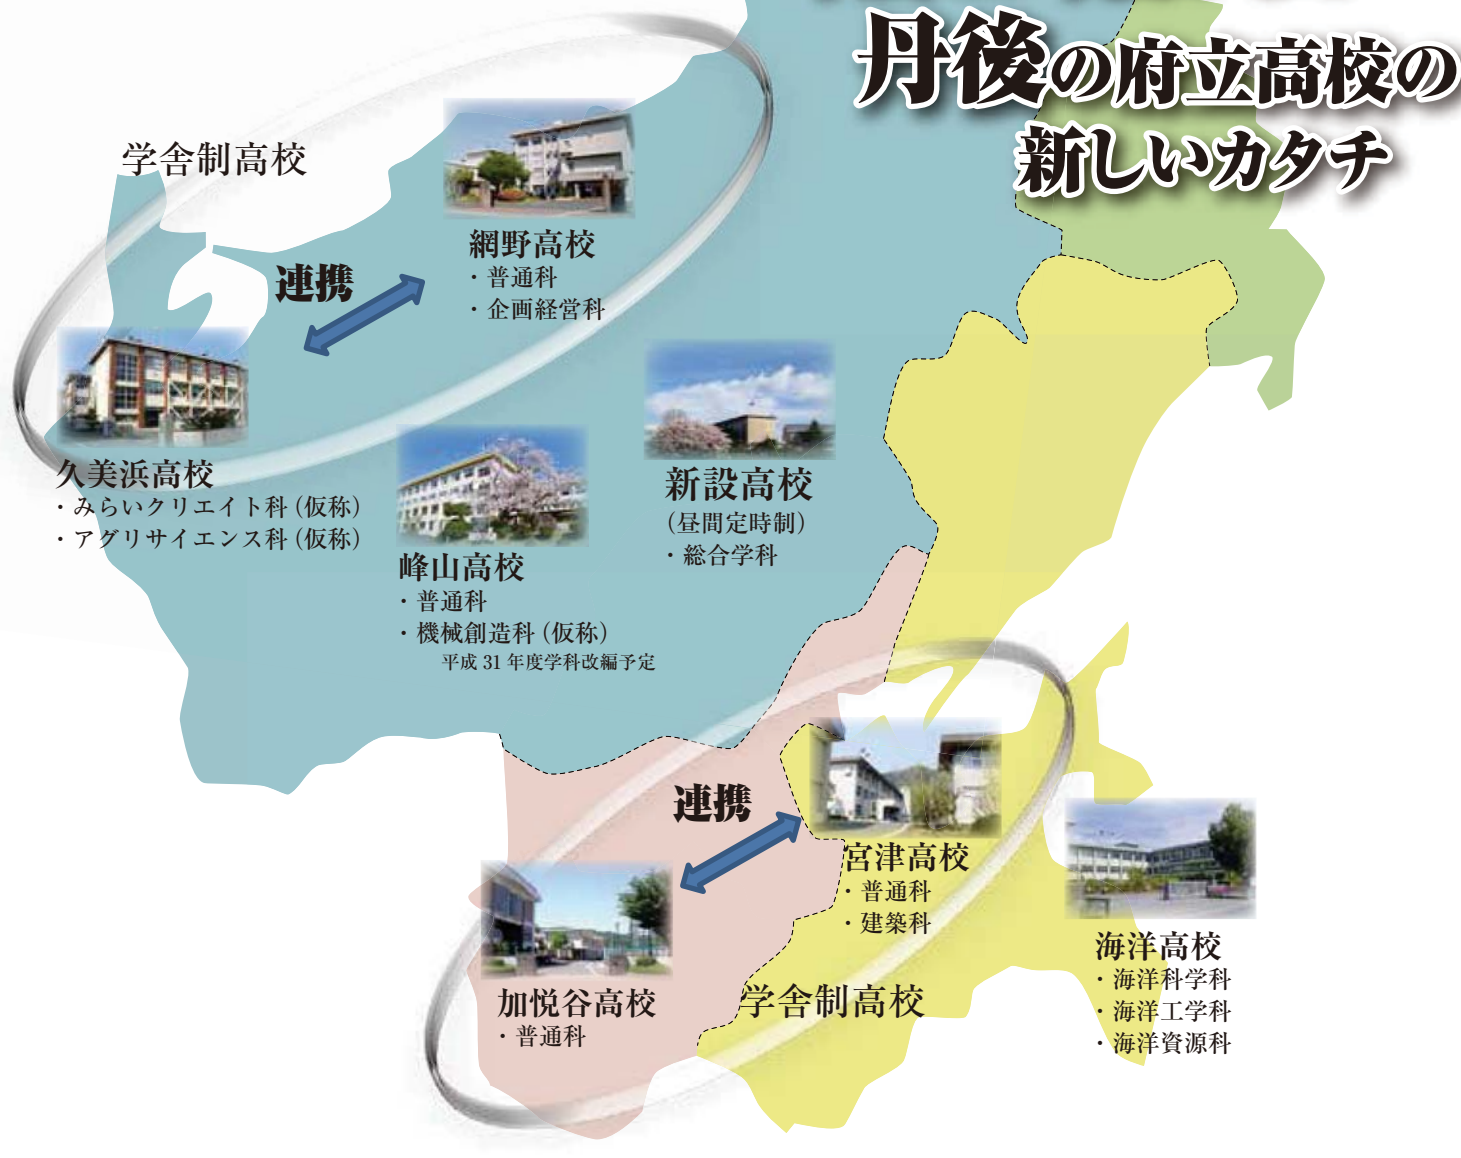 丹後の府立高校の
新しいカタチ
学舎制高校
網野高校
・普通科
・企画経営科
連携
久美浜高校
・みらいクリエイト科（仮称）
・アグリサイエンス科（仮称）
峰山高校
・普通科
・機械創造科（仮称）
平成 31 年度学科改編予定
新設高校
（昼間定時制）
・総合学科
連携
宮津高校
・普通科
・建築科
加悦谷高校
・普通科
学舎制高校
海洋高校
・海洋科学科
・海洋工学科
・海洋資源科